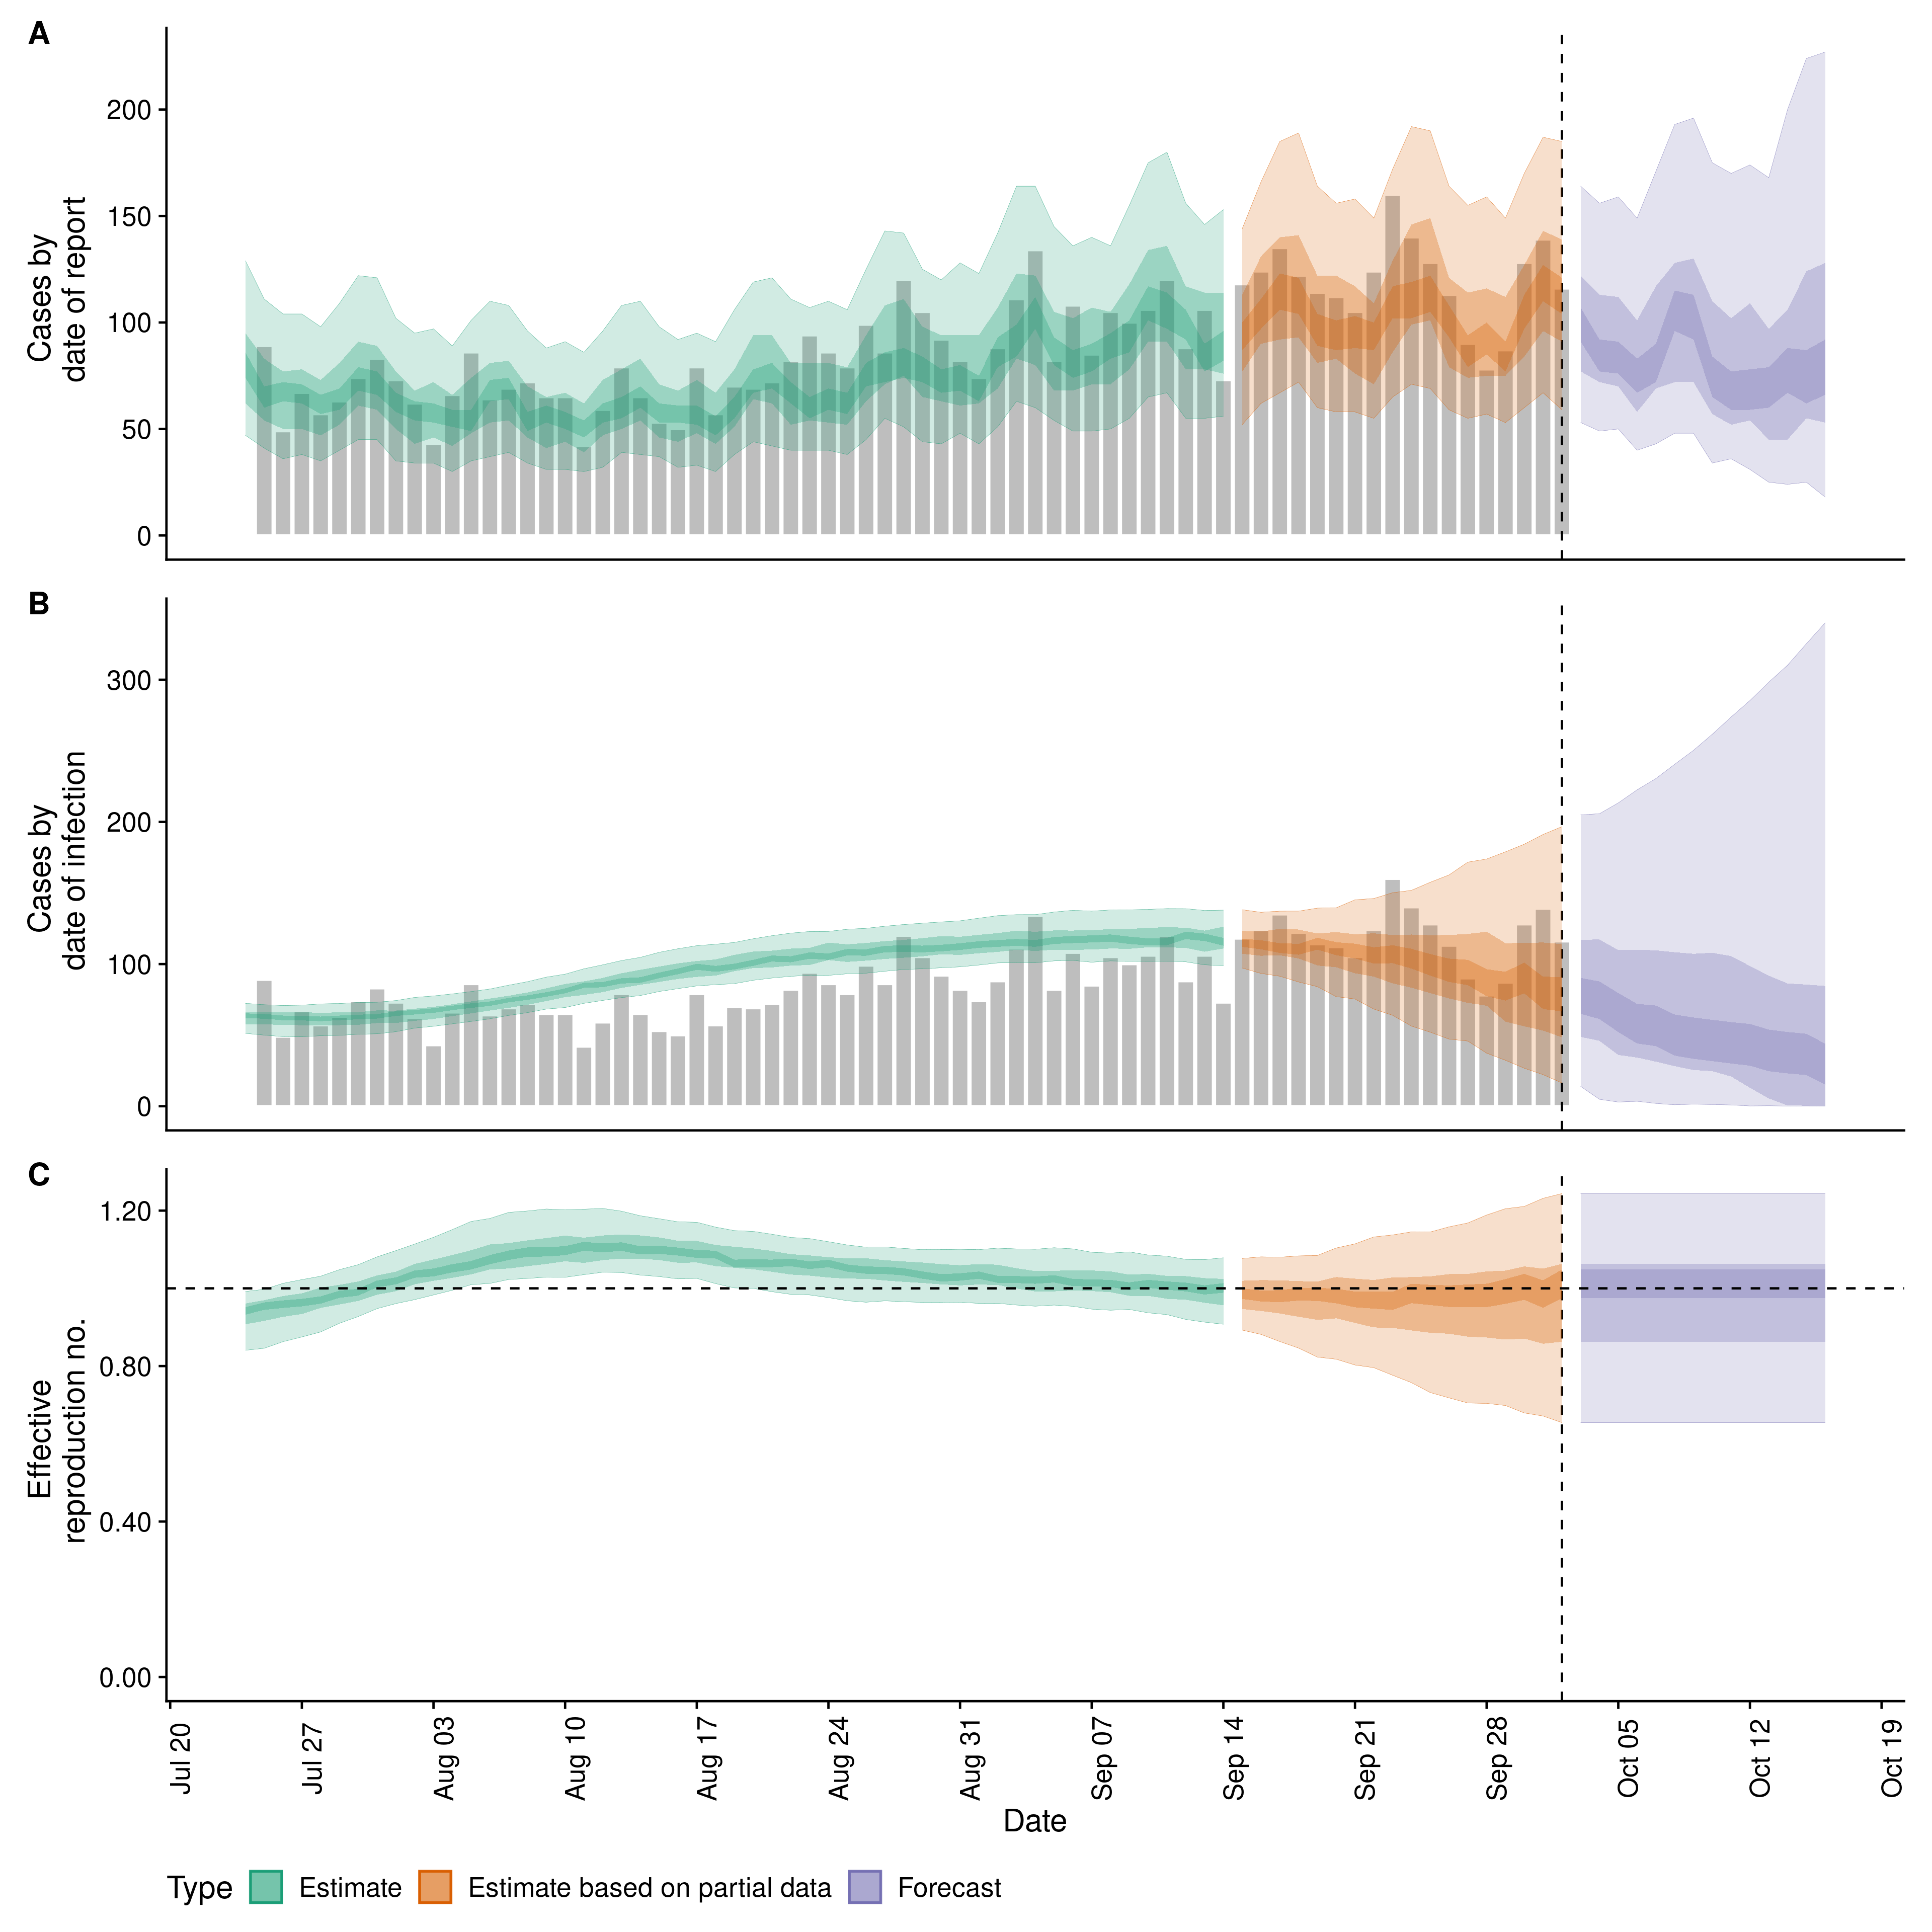 A
Cases by
date of report
200
150
100
50
0
B
Cases by
date of infection
300
200
100
0
C
Effective
reproduction no.
1.20
0.80
0.40
0.00
Jul 20
Jul 27
Aug 03
Aug 10
Aug 17
Aug 24
Aug 31
Sep 07
Sep 14
Sep 21
Sep 28
Oct 05
Oct 12
Oct 19
Date
Type Estimate Estimate based on partial data Forecast